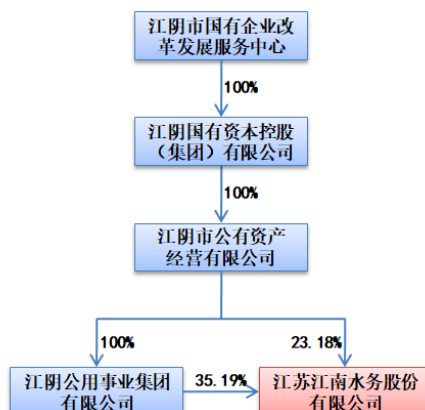 江阴市国有企业改
革发展服务中心
100%
江阴国有资本控股
（集团）有限公司
100%
江阴市公有资产
经营有限公司
100%
23.18%
江阴公用事业集团
有限公司
35.19%
江苏江南水务股份
有限公司